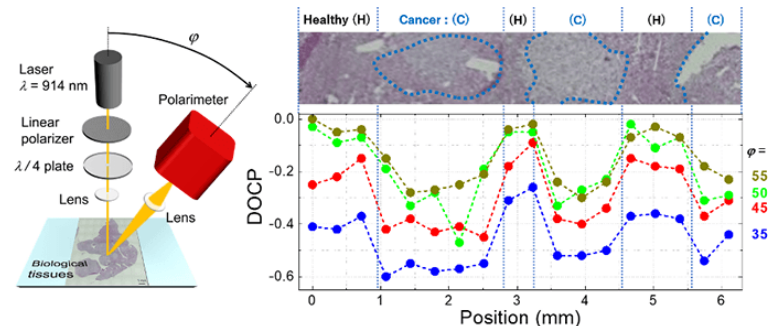 φ
Laser
λ = 914 nm
Polarimeter
Linear
polarizer
λ/4 plate
Lens
Lens
Biological
tissues
Healthy (H)
Cancer : (C)
(H)
(C)
(H)
(C)
DOCP
0.0
-0.2
-0.4
-0.6
φ =
55
50
45
35
0
1
2
3
4
5
6
Position (mm)